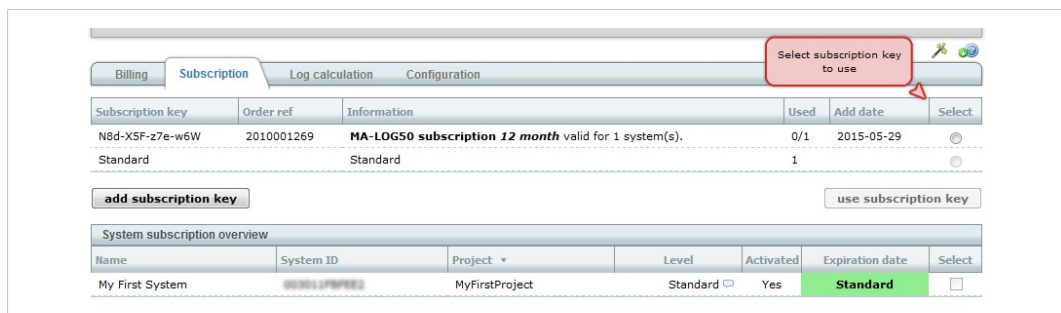 Select subscription key
to use
Billing Subscription Log calculation Configuration
Subscription key Order ref Information Used Add date Select
N8d-X5F-z7e-w6W 2010001269 MA-LOG50 subscription 12 month valid for 1 system(s). 0/1 2015-05-29
Standard Standard 1
add subscription key use subscription key
System subscription overview
Name System ID Project Level Activated Expiration date Select
My First System MyFirstProject Standard Yes Standard